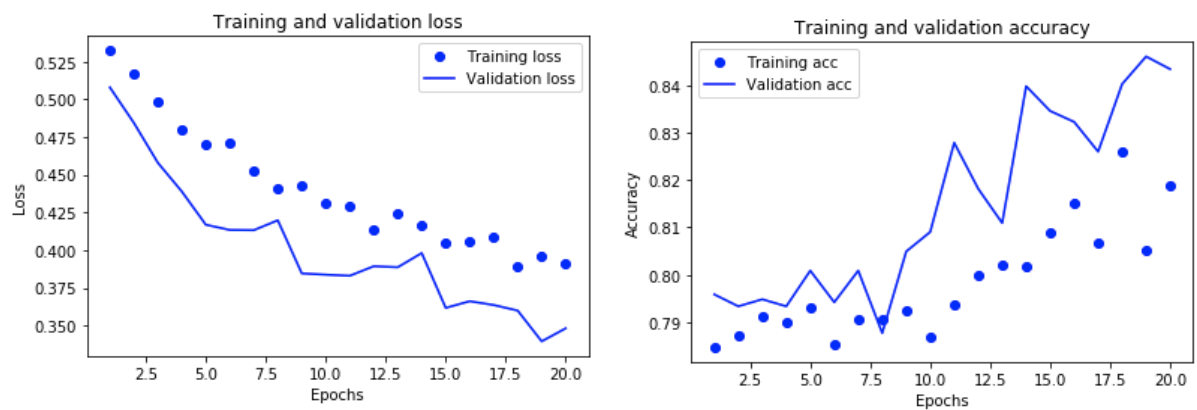 Training and validation loss
Training loss
Validation loss
0.525
0.500
0.475
0.450
0.425
0.400
0.375
0.350
Loss
2.5 5.0 7.5 10.0 12.5 15.0 17.5 20.0
Epochs
Training and validation accuracy
Training acc
Validation acc
0.84
0.83
0.82
0.81
0.80
0.79
Accuracy
2.5 5.0 7.5 10.0 12.5 15.0 17.5 20.0
Epochs